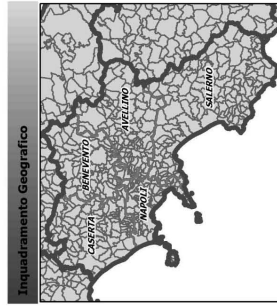 Inquadramento Geografico
CASERTA
BENEVENTO
NAPOLI
AVELLINO
SALERNO